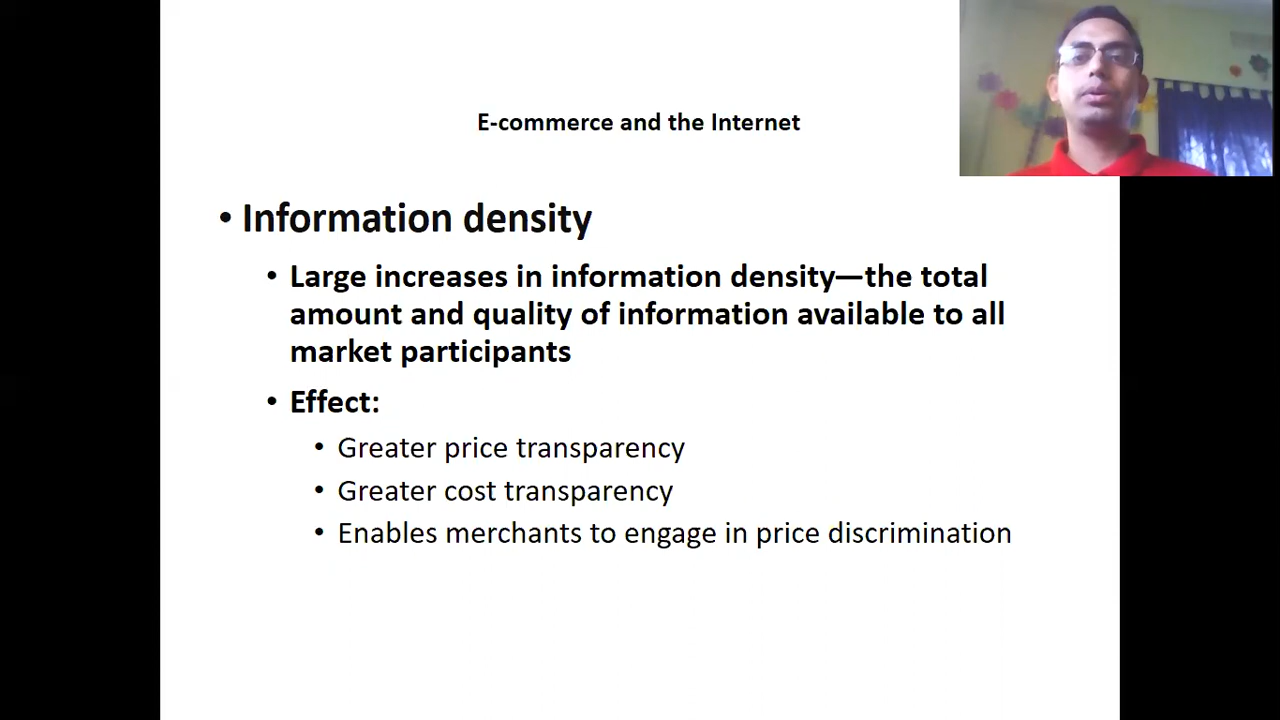 E-commerce and the Internet
• Information density
• Large increases in information density—the total
amount and quality of information available to all
market participants
• Effect:
• Greater price transparency
• Greater cost transparency
• Enables merchants to engage in price discrimination